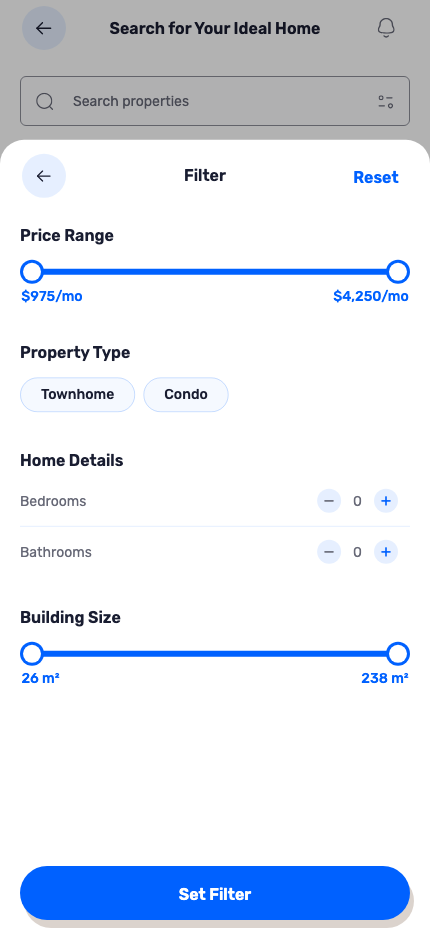 Search for Your Ideal Home
Search properties
Filter
Reset
Price Range
$975/mo
$4,250/mo
Property Type
Townhome
Condo
Home Details
Bedrooms
0
Bathrooms
0
Building Size
26 m²
238 m²
Set Filter